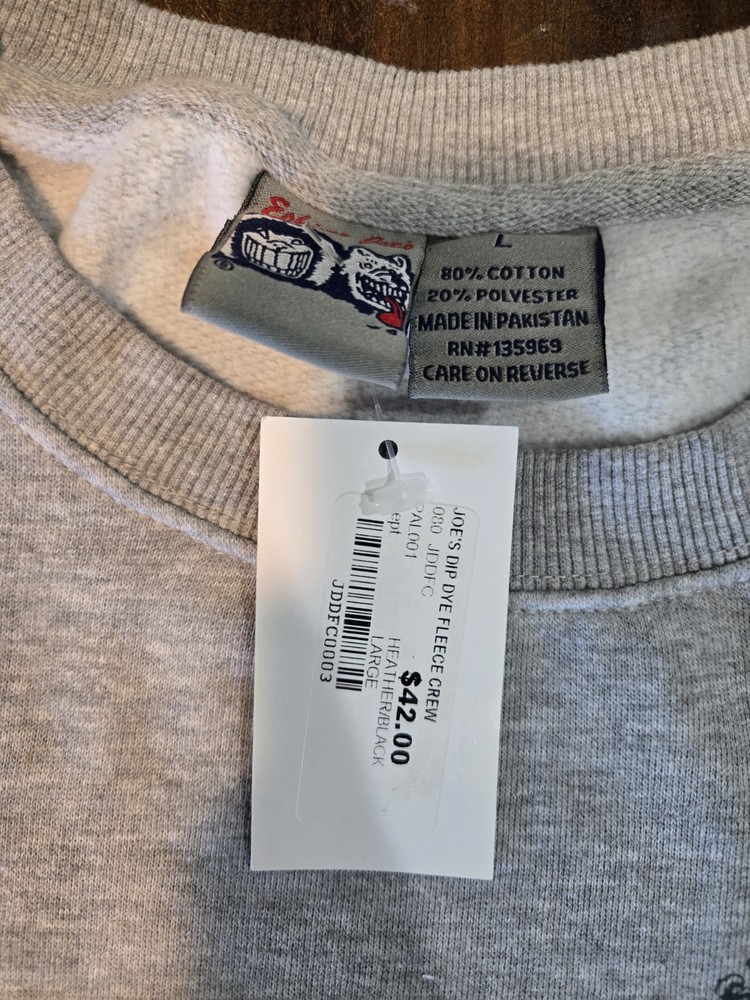 L
80% COTTON
20% POLYESTER
MADE IN PAKISTAN
RN#135969
CARE ON REVERSE
JOE'S DIP DYE FLEECE CREW
080 JDDFC
PAL001
ept
$42.00
HEATHER/BLACK
LARGE
JDDFC0003